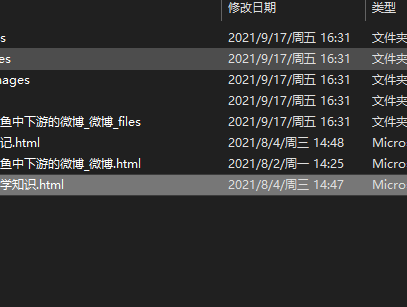 修改日期 类型
s 2021/9/17/周五 16:31 文件夹
es 2021/9/17/周五 16:31 文件夹
nages 2021/9/17/周五 16:31 文件夹
2021/9/17/周五 16:31 文件夹
鱼中下游的微博_微博_files 2021/9/17/周五 16:31 文件夹
记.html 2021/8/4/周三 14:48 Micro
鱼中下游的微博_微博.html 2021/8/2/周一 14:25 Micro
学知识.html 2021/8/4/周三 14:47 Micro